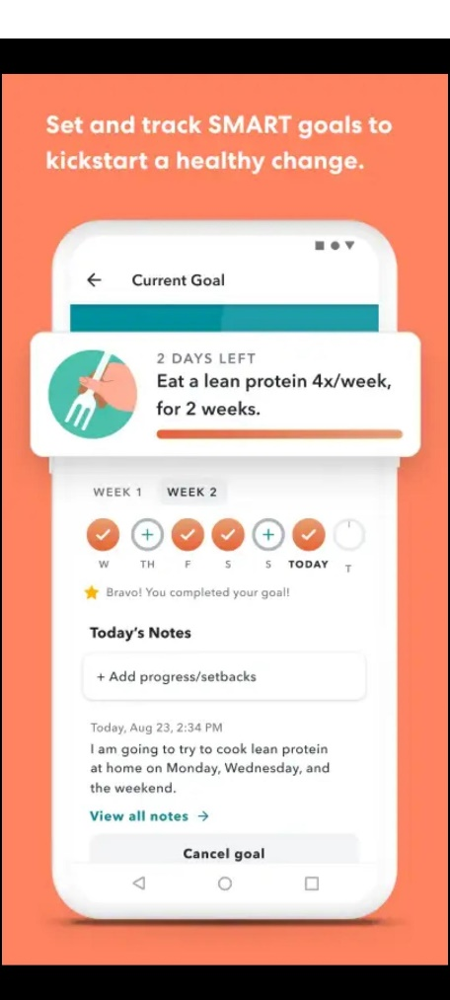 Set and track SMART goals to
kickstart a healthy change.
Current Goal
2 DAYS LEFT
Eat a lean protein 4x/week,
for 2 weeks.
WEEK 1 WEEK 2
W TH F S S TODAY T
Bravo! You completed your goal!
Today's Notes
+ Add progress/setbacks
Today, Aug 23, 2:34 PM
I am going to try to cook lean protein
at home on Monday, Wednesday, and
the weekend.
View all notes →
Cancel goal